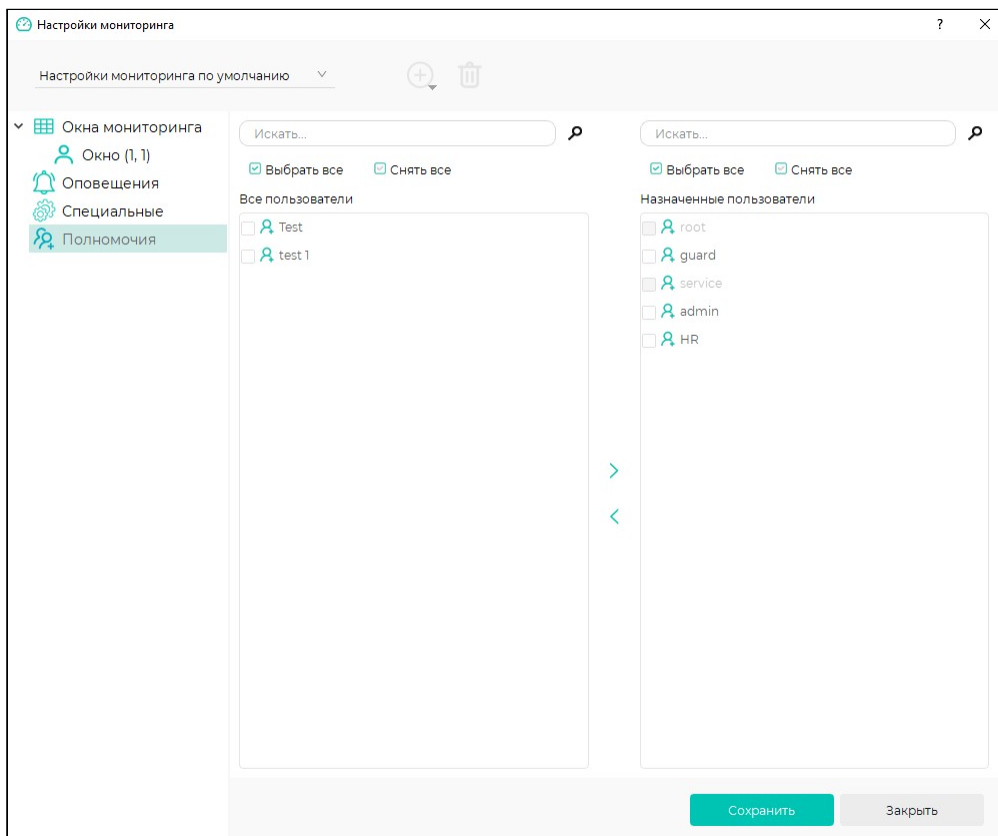 Настройки мониторинга
?
Настройки мониторинга по умолчанию
Окна мониторинга
Окно (1, 1)
Оповещения
Специальные
Полномочия
Искать...
Выбрать все Снять все
Все пользователи
Test
test 1
Искать...
Выбрать все Снять все
Назначенные пользователи
root
guard
service
admin
HR
Сохранить Закрыть